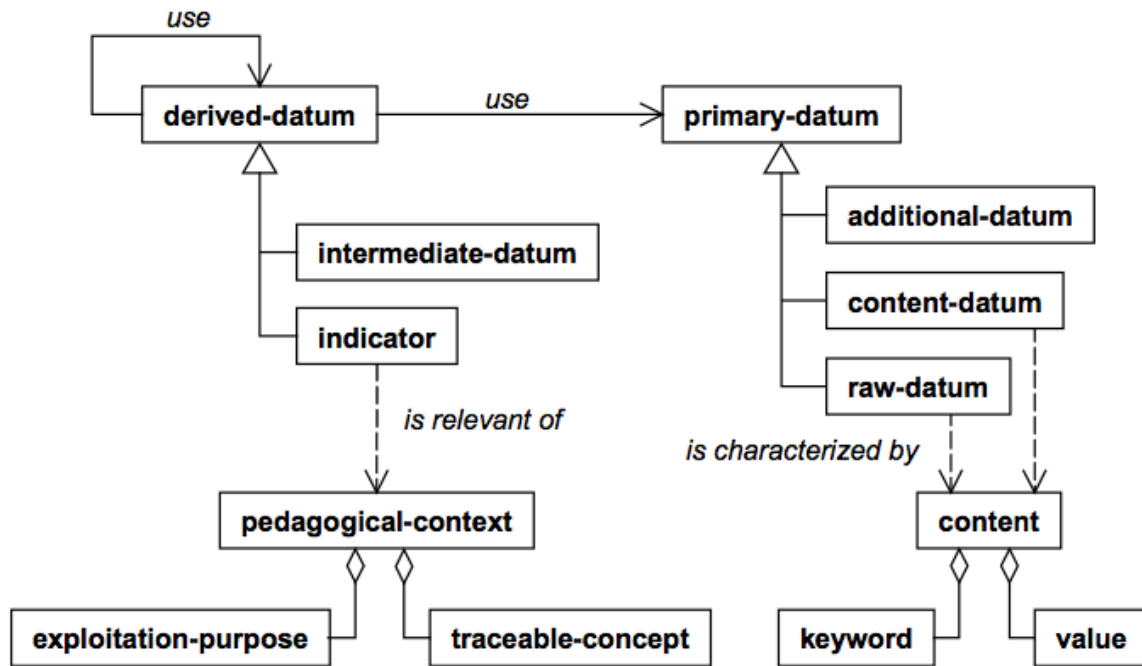 use
derived-datum
use
primary-datum
additional-datum
intermediate-datum
content-datum
indicator
raw-datum
is relevant of
is characterized by
pedagogical-context
content
exploitation-purpose
traceable-concept
keyword
value